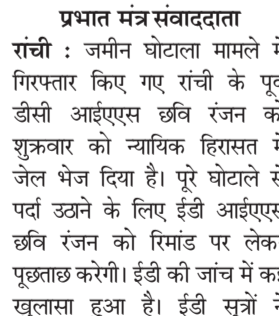 प्रभात मंत्र संवाददाता
रांची : जमीन घोटाला मामले में
गिरफ्तार किए गए रांची के पूर्व
डीसी आईएएस छवि रंजन को
शुक्रवार को न्यायिक हिरासत में
जेल भेज दिया है। पूरे घोटाले से
पर्दा उठाने के लिए ईडी आईएएस
छवि रंजन को रिमांड पर लेकर
पूछताछ करेगी। ईडी की जांच में कई
खुलासा हुआ है। ईडी सूत्रों ने